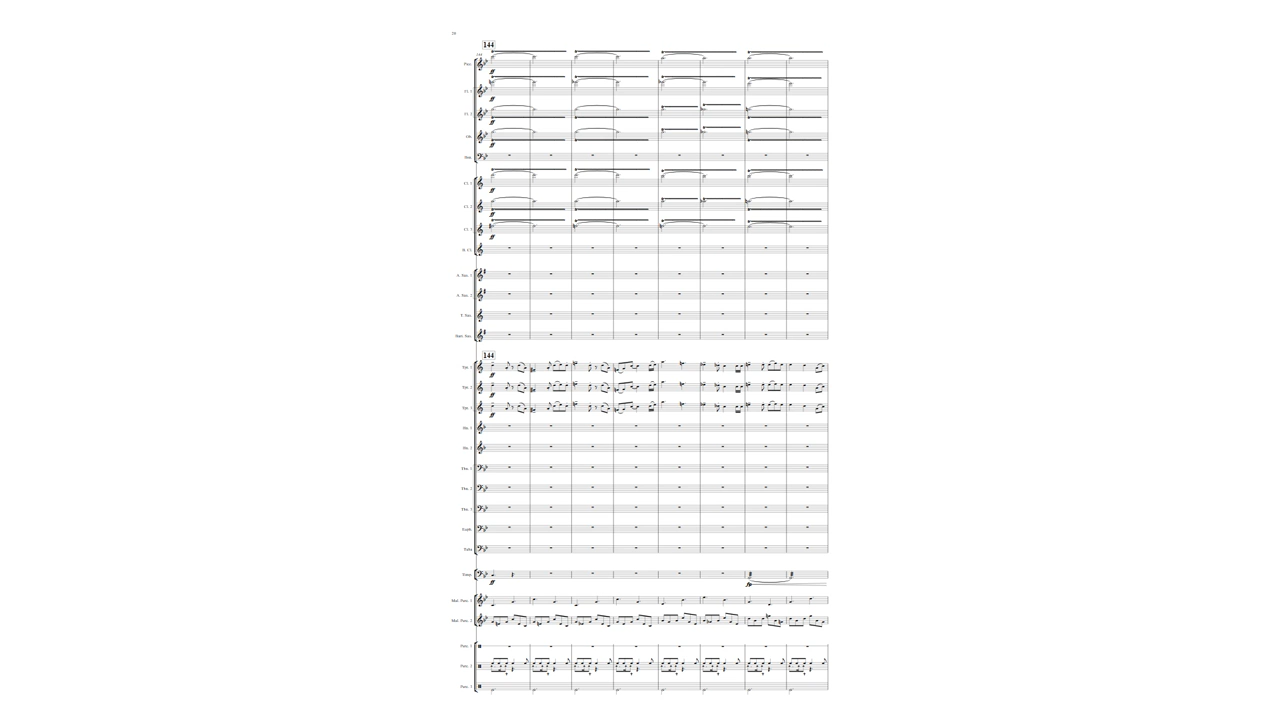 144
Picc.
Fl. 1
Fl. 2
Ob.
Bsn.
Cl. 1
Cl. 2
Cl. 3
B. Cl.
A. Sax. 1
A. Sax. 2
T. Sax.
Bari. Sax.
144
Tpt. 1
Tpt. 2
Tpt. 3
Hn. 1
Hn. 2
Tbn. 1
Tbn. 2
Tbn. 3
Euph.
Tuba
Timp.
Mal. Perc. 1
Mal. Perc. 2
Perc. 1
Perc. 2
Perc. 3